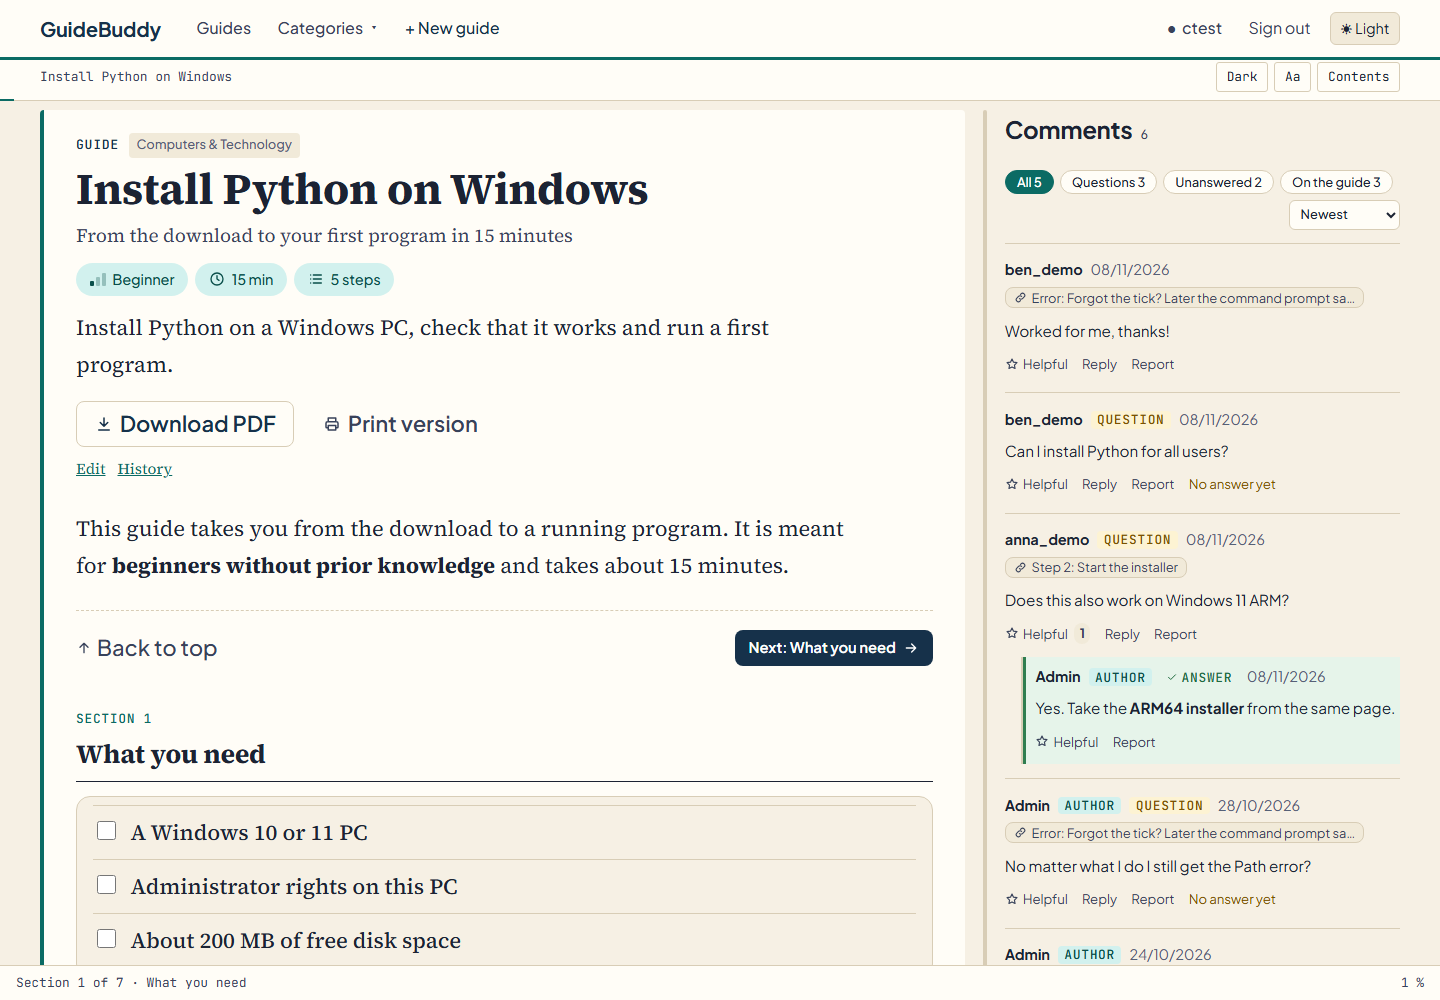 GuideBuddy Guides Categories + New guide ctest Sign out Light
Install Python on Windows Dark Aa Contents
GUIDE Computers & Technology
Install Python on Windows
From the download to your first program in 15 minutes
Beginner 15 min 5 steps
Install Python on a Windows PC, check that it works and run a first
program.
Download PDF Print version
Edit History
This guide takes you from the download to a running program. It is meant
for beginners without prior knowledge and takes about 15 minutes.
Back to top Next: What you need
SECTION 1
What you need
A Windows 10 or 11 PC
Administrator rights on this PC
About 200 MB of free disk space
Comments 6
All 5 Questions 3 Unanswered 2 On the guide 3
Newest
ben_demo 08/11/2026
Error: Forgot the tick? Later the command prompt sa...
Worked for me, thanks!
Helpful Reply Report
ben_demo QUESTION 08/11/2026
Can I install Python for all users?
Helpful Reply Report No answer yet
anna_demo QUESTION 08/11/2026
Step 2: Start the installer
Does this also work on Windows 11 ARM?
Helpful 1 Reply Report
Admin AUTHOR ANSWER 08/11/2026
Yes. Take the ARM64 installer from the same page.
Helpful Report
Admin AUTHOR QUESTION 28/10/2026
Error: Forgot the tick? Later the command prompt sa...
No matter what I do I still get the Path error?
Helpful Reply Report No answer yet
Admin AUTHOR 24/10/2026
Section 1 of 7 · What you need 1 %